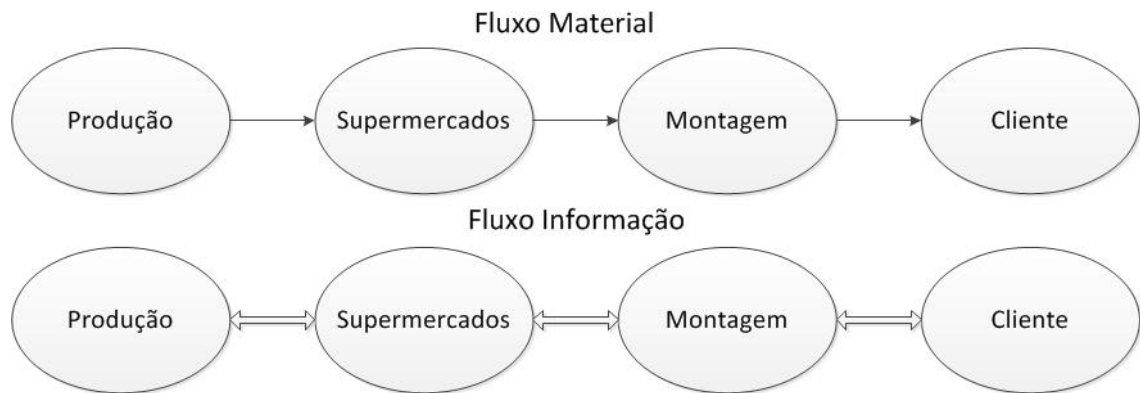 Fluxo Material
Produção Supermercados Montagem Cliente
Fluxo Informação
Produção Supermercados Montagem Cliente